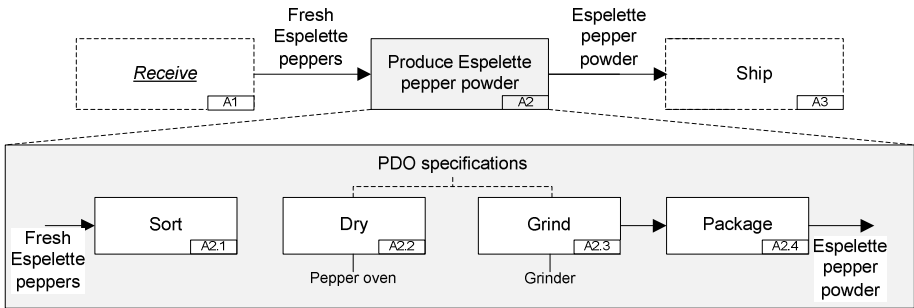 Fresh
Espelette
peppers
Espelette
pepper
powder
Receive
A1
Produce Espelette
pepper powder
A2
Ship
A3
PDO specifications
Sort
A2.1
Dry
A2.2
Grind
A2.3
Package
A2.4
Fresh
Espelette
peppers
Pepper oven
Grinder
Espelette
pepper
powder